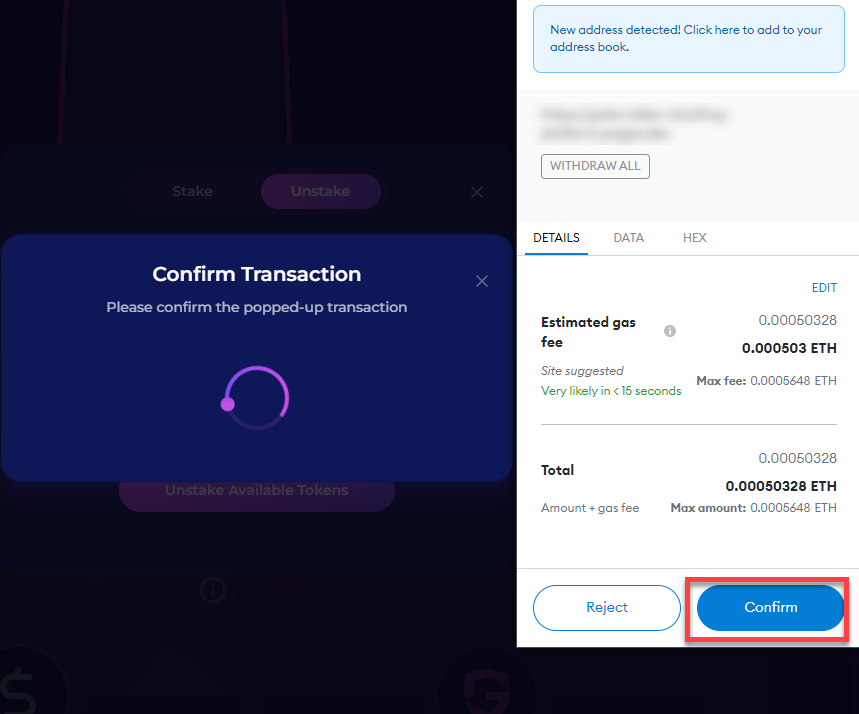 New address detected! Click here to add to your
address book.
WITHDRAW ALL
DETAILS
DATA
HEX
EDIT
Estimated gas
fee
0.00050328
0.000503 ETH
Site suggested
Very likely in < 15 seconds
Max fee: 0.0005648 ETH
Total
0.00050328
0.00050328 ETH
Amount + gas fee
Max amount: 0.0005648 ETH
Reject
Confirm
Stake
Unstake
Confirm Transaction
Please confirm the popped-up transaction
Unstake Available Tokens